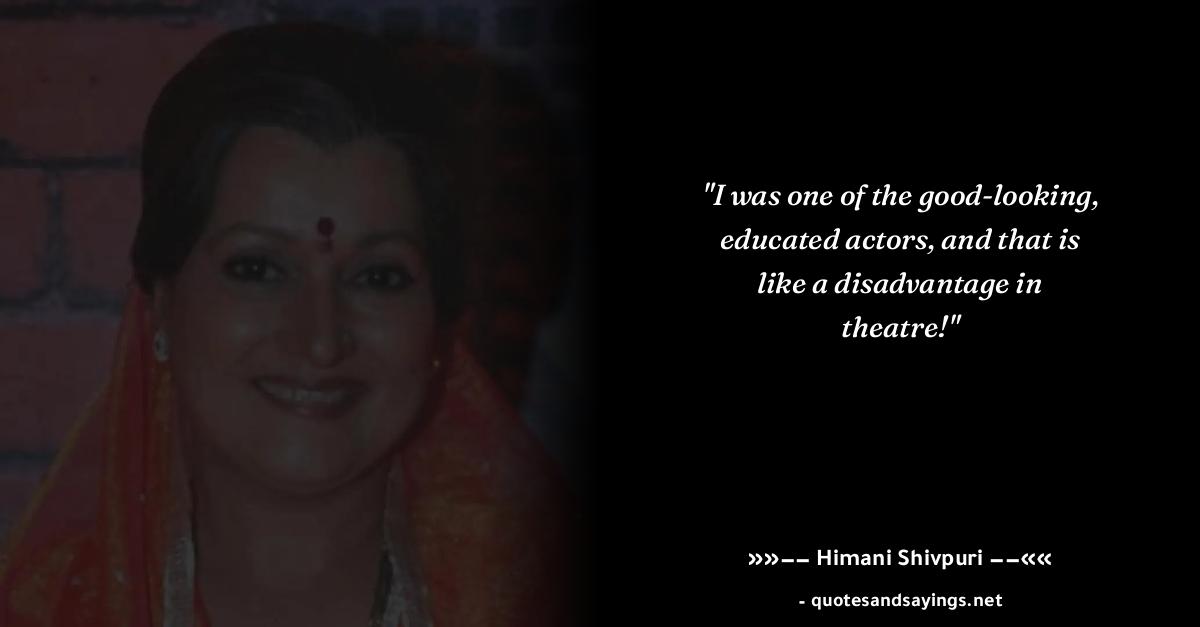 "I was one of the good-looking,
educated actors, and that is
like a disadvantage in
theatre!"
»»−− Himani Shivpuri −−««
- quotesandsayings.net